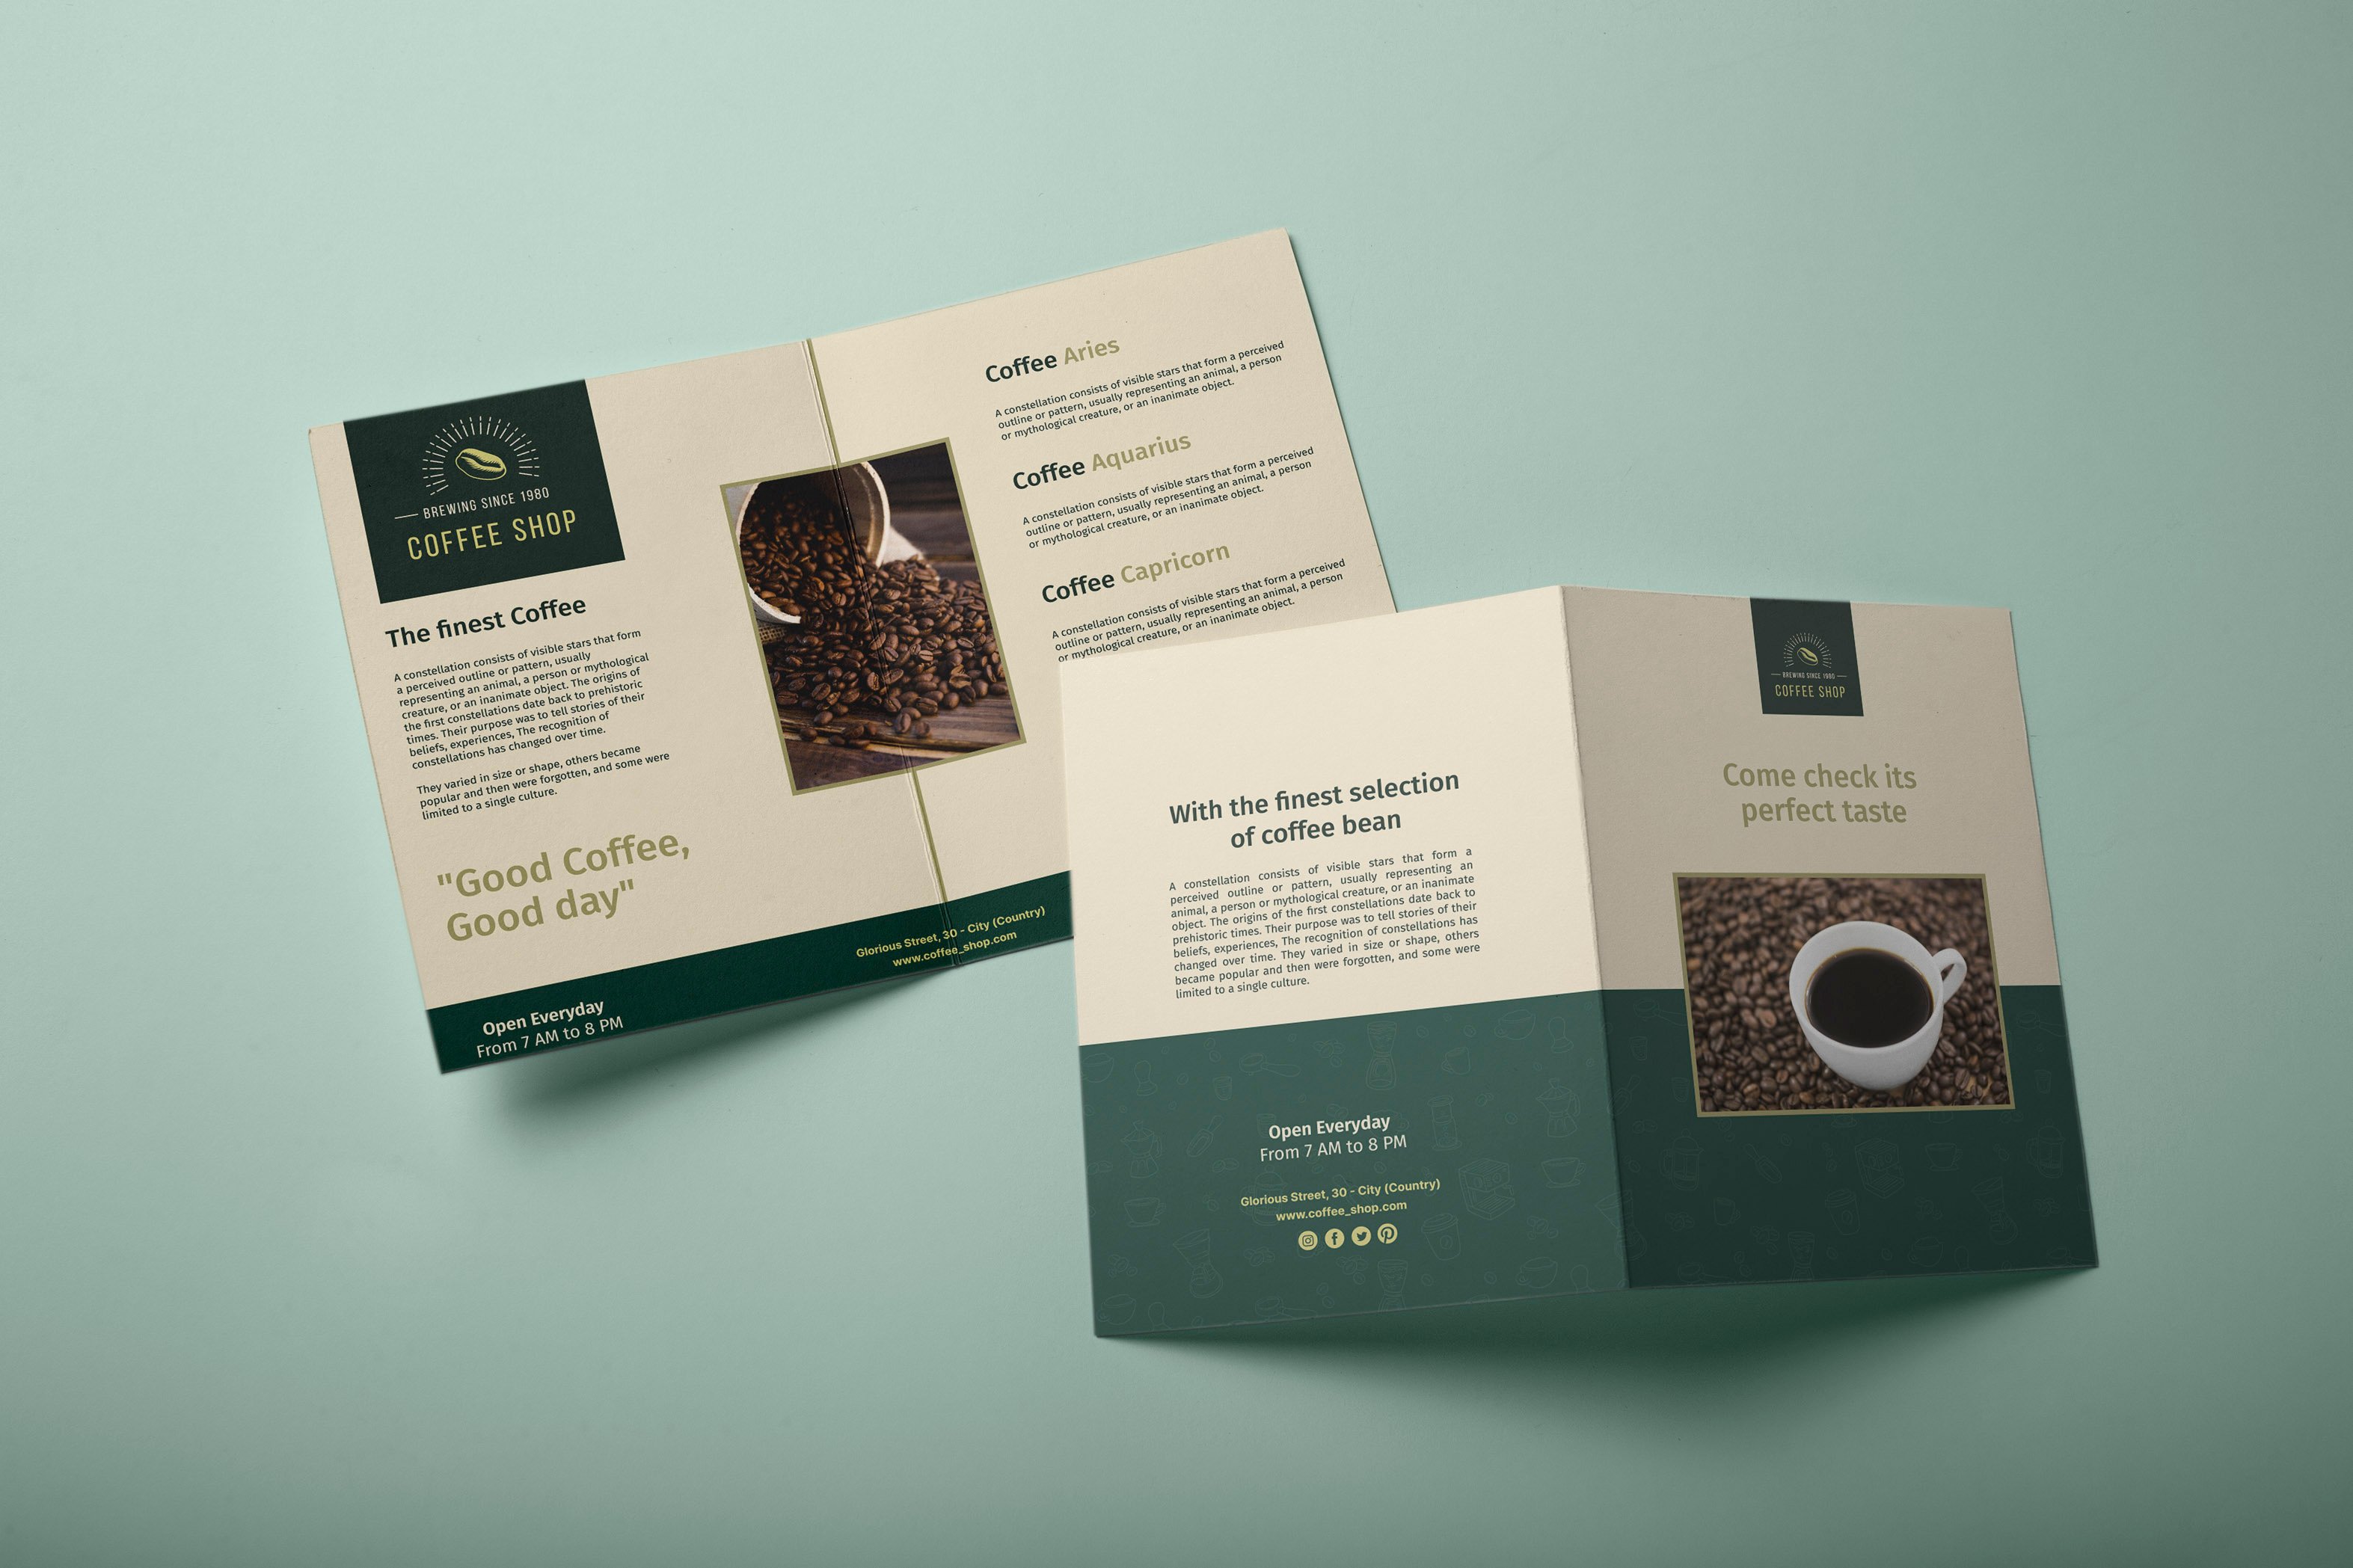 BREWING SINCE 1980
COFFEE SHOP
The finest Coffee
A constellation consists of visible stars that form
a perceived outline or pattern, usually
representing an animal, a person or mythological
creature, or an inanimate object. The origins of
the first constellations date back to prehistoric
times. Their purpose was to tell stories of their
beliefs, experiences, The recognition of
constellations has changed over time.
They varied in size or shape, others became
popular and then were forgotten, and some were
limited to a single culture.
"Good Coffee,
Good day"
Open Everyday
From 7 AM to 8 PM
Coffee Aries
A constellation consists of visible stars that form a perceived
outline or pattern, usually representing an animal, a person
or mythological creature, or an inanimate object.
Coffee Aquarius
A constellation consists of visible stars that form a perceived
outline or pattern, usually representing an animal, a person
or mythological creature, or an inanimate object.
Coffee Capricorn
A constellation consists of visible stars that form a perceived
outline or pattern, usually representing an animal, a person
or mythological creature, or an inanimate object.
Glorious Street, 30 - City (Country)
www.coffee_shop.com
With the finest selection
of coffee bean
A constellation consists of visible stars that form a
perceived outline or pattern, usually representing an
animal, a person or mythological creature, or an inanimate
object. The origins of the first constellations date back to
prehistoric times. Their purpose was to tell stories of their
beliefs, experiences, The recognition of constellations has
changed over time. They varied in size or shape, others
became popular and then were forgotten, and some were
limited to a single culture.
Open Everyday
From 7 AM to 8 PM
Glorious Street, 30 - City (Country)
www.coffee_shop.com
BREWING SINCE 1980
COFFEE SHOP
Come check its
perfect taste